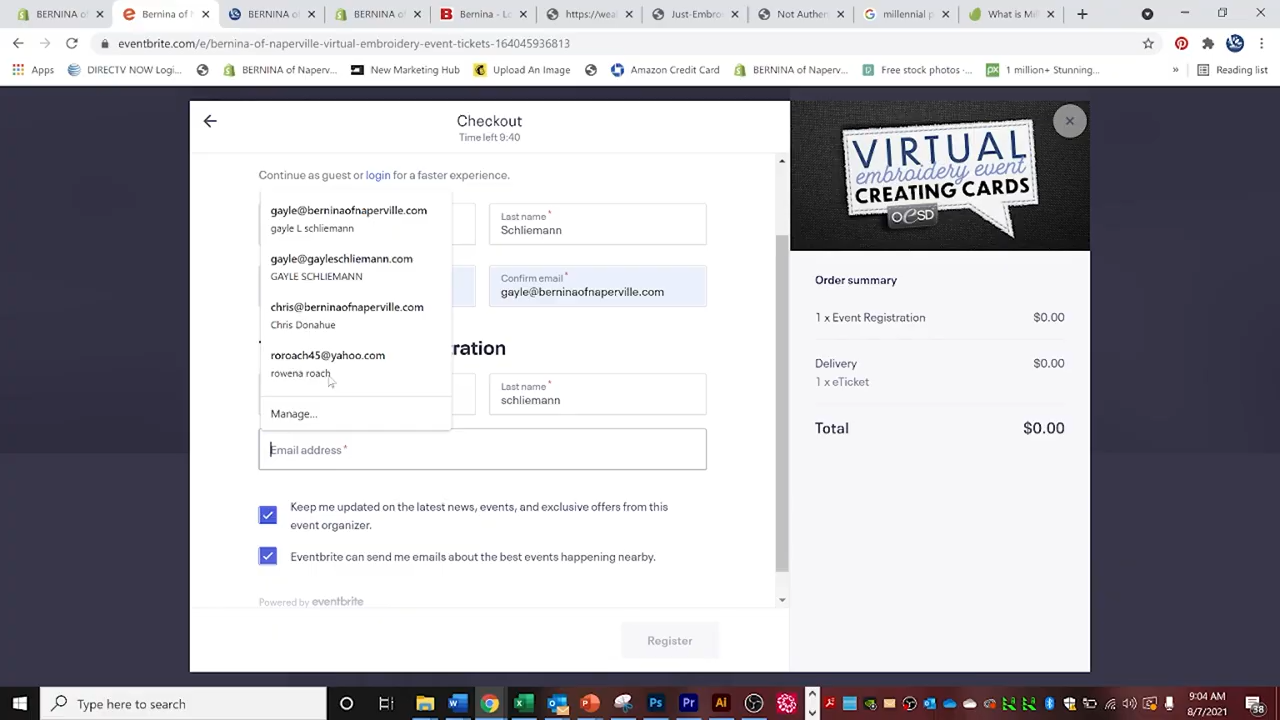 BERNINA of N
Bernina of N
BERNINA of N
BERNINA of N
Bernina - Lo
https://weal
Just-Embro
Not Authen
millennial p
What is Mill
eventbrite.com/e/bernina-of-naperville-virtual-embroidery-event-tickets-164045936813
Apps
DIRECTV NOW Logi...
BERNINA of Naperv...
New Marketing Hub
Upload An Image
Amazon Credit Card
BERNINA of Naperv...
Free stock photos -...
1 million+ Stunning...
»
Reading list
Checkout
Time left 9:40
Continue as guest or login for a faster experience.
gayle@berninaofnaperville.com
gayle L schliemann
gayle@gayleschliemann.com
GAYLE SCHLIEMANN
chris@berninaofnaperville.com
Chris Donahue
roroach45@yahoo.com
rowena roach
Manage...
Last name *
Schliemann
Confirm email *
gayle@berninaofnaperville.com
tration
Last name *
schliemann
Email address *
Keep me updated on the latest news, events, and exclusive offers from this
event organizer.
Eventbrite can send me emails about the best events happening nearby.
Powered by eventbrite
Register
VIRTUAL
embroidery event
CREATING CARDS
OESD
Order summary
1 x Event Registration $0.00
Delivery $0.00
1 x eTicket
Total $0.00
Type here to search
9:04 AM
8/7/2021
38